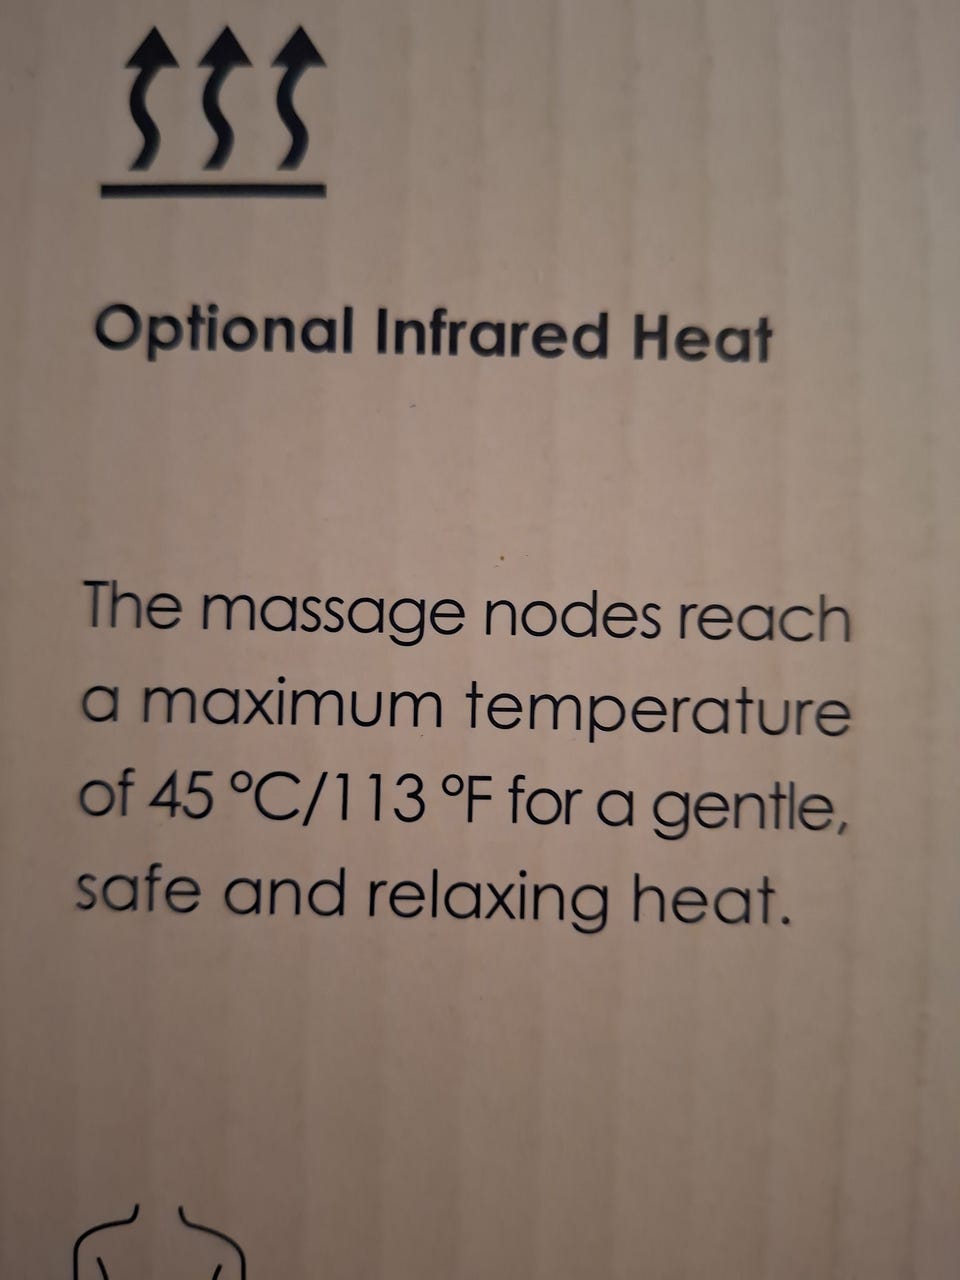 Optional Infrared Heat
The massage nodes reach
a maximum temperature
of 45 °C/113 °F for a gentle,
safe and relaxing heat.